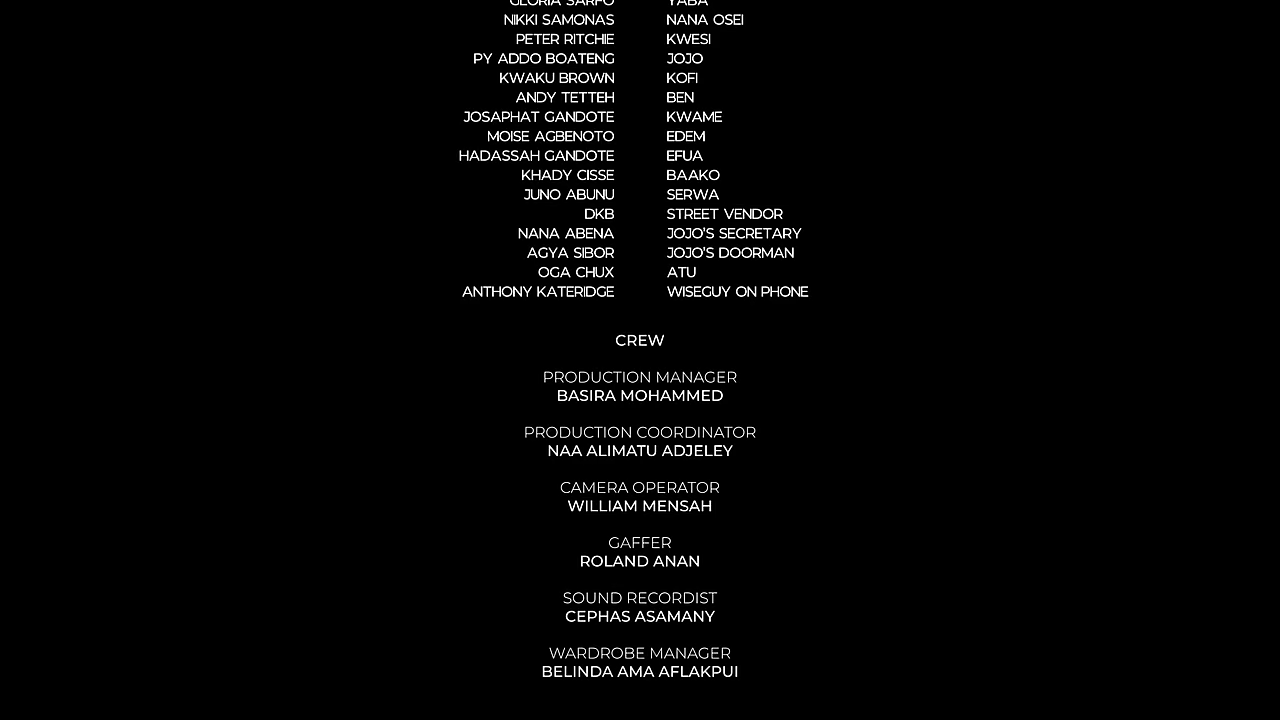 GLORIA SARFO YABA
NIKKI SAMONAS NANA OSEI
PETER RITCHIE KWESI
PY ADDO BOATENG JOJO
KWAKU BROWN KOFI
ANDY TETTEH BEN
JOSAPHAT GANDOTE KWAME
MOISE AGBENOTO EDEM
HADASSAH GANDOTE EFUA
KHADY CISSE BAAKO
JUNO ABUNU SERWA
DKB STREET VENDOR
NANA ABENA JOJO'S SECRETARY
AGYA SIBOR JOJO'S DOORMAN
OGA CHUX ATU
ANTHONY KATERIDGE WISEGUY ON PHONE
CREW
PRODUCTION MANAGER
BASIRA MOHAMMED
PRODUCTION COORDINATOR
NAA ALIMATU ADJELEY
CAMERA OPERATOR
WILLIAM MENSAH
GAFFER
ROLAND ANAN
SOUND RECORDIST
CEPHAS ASAMANY
WARDROBE MANAGER
BELINDA AMA AFLAKPUI